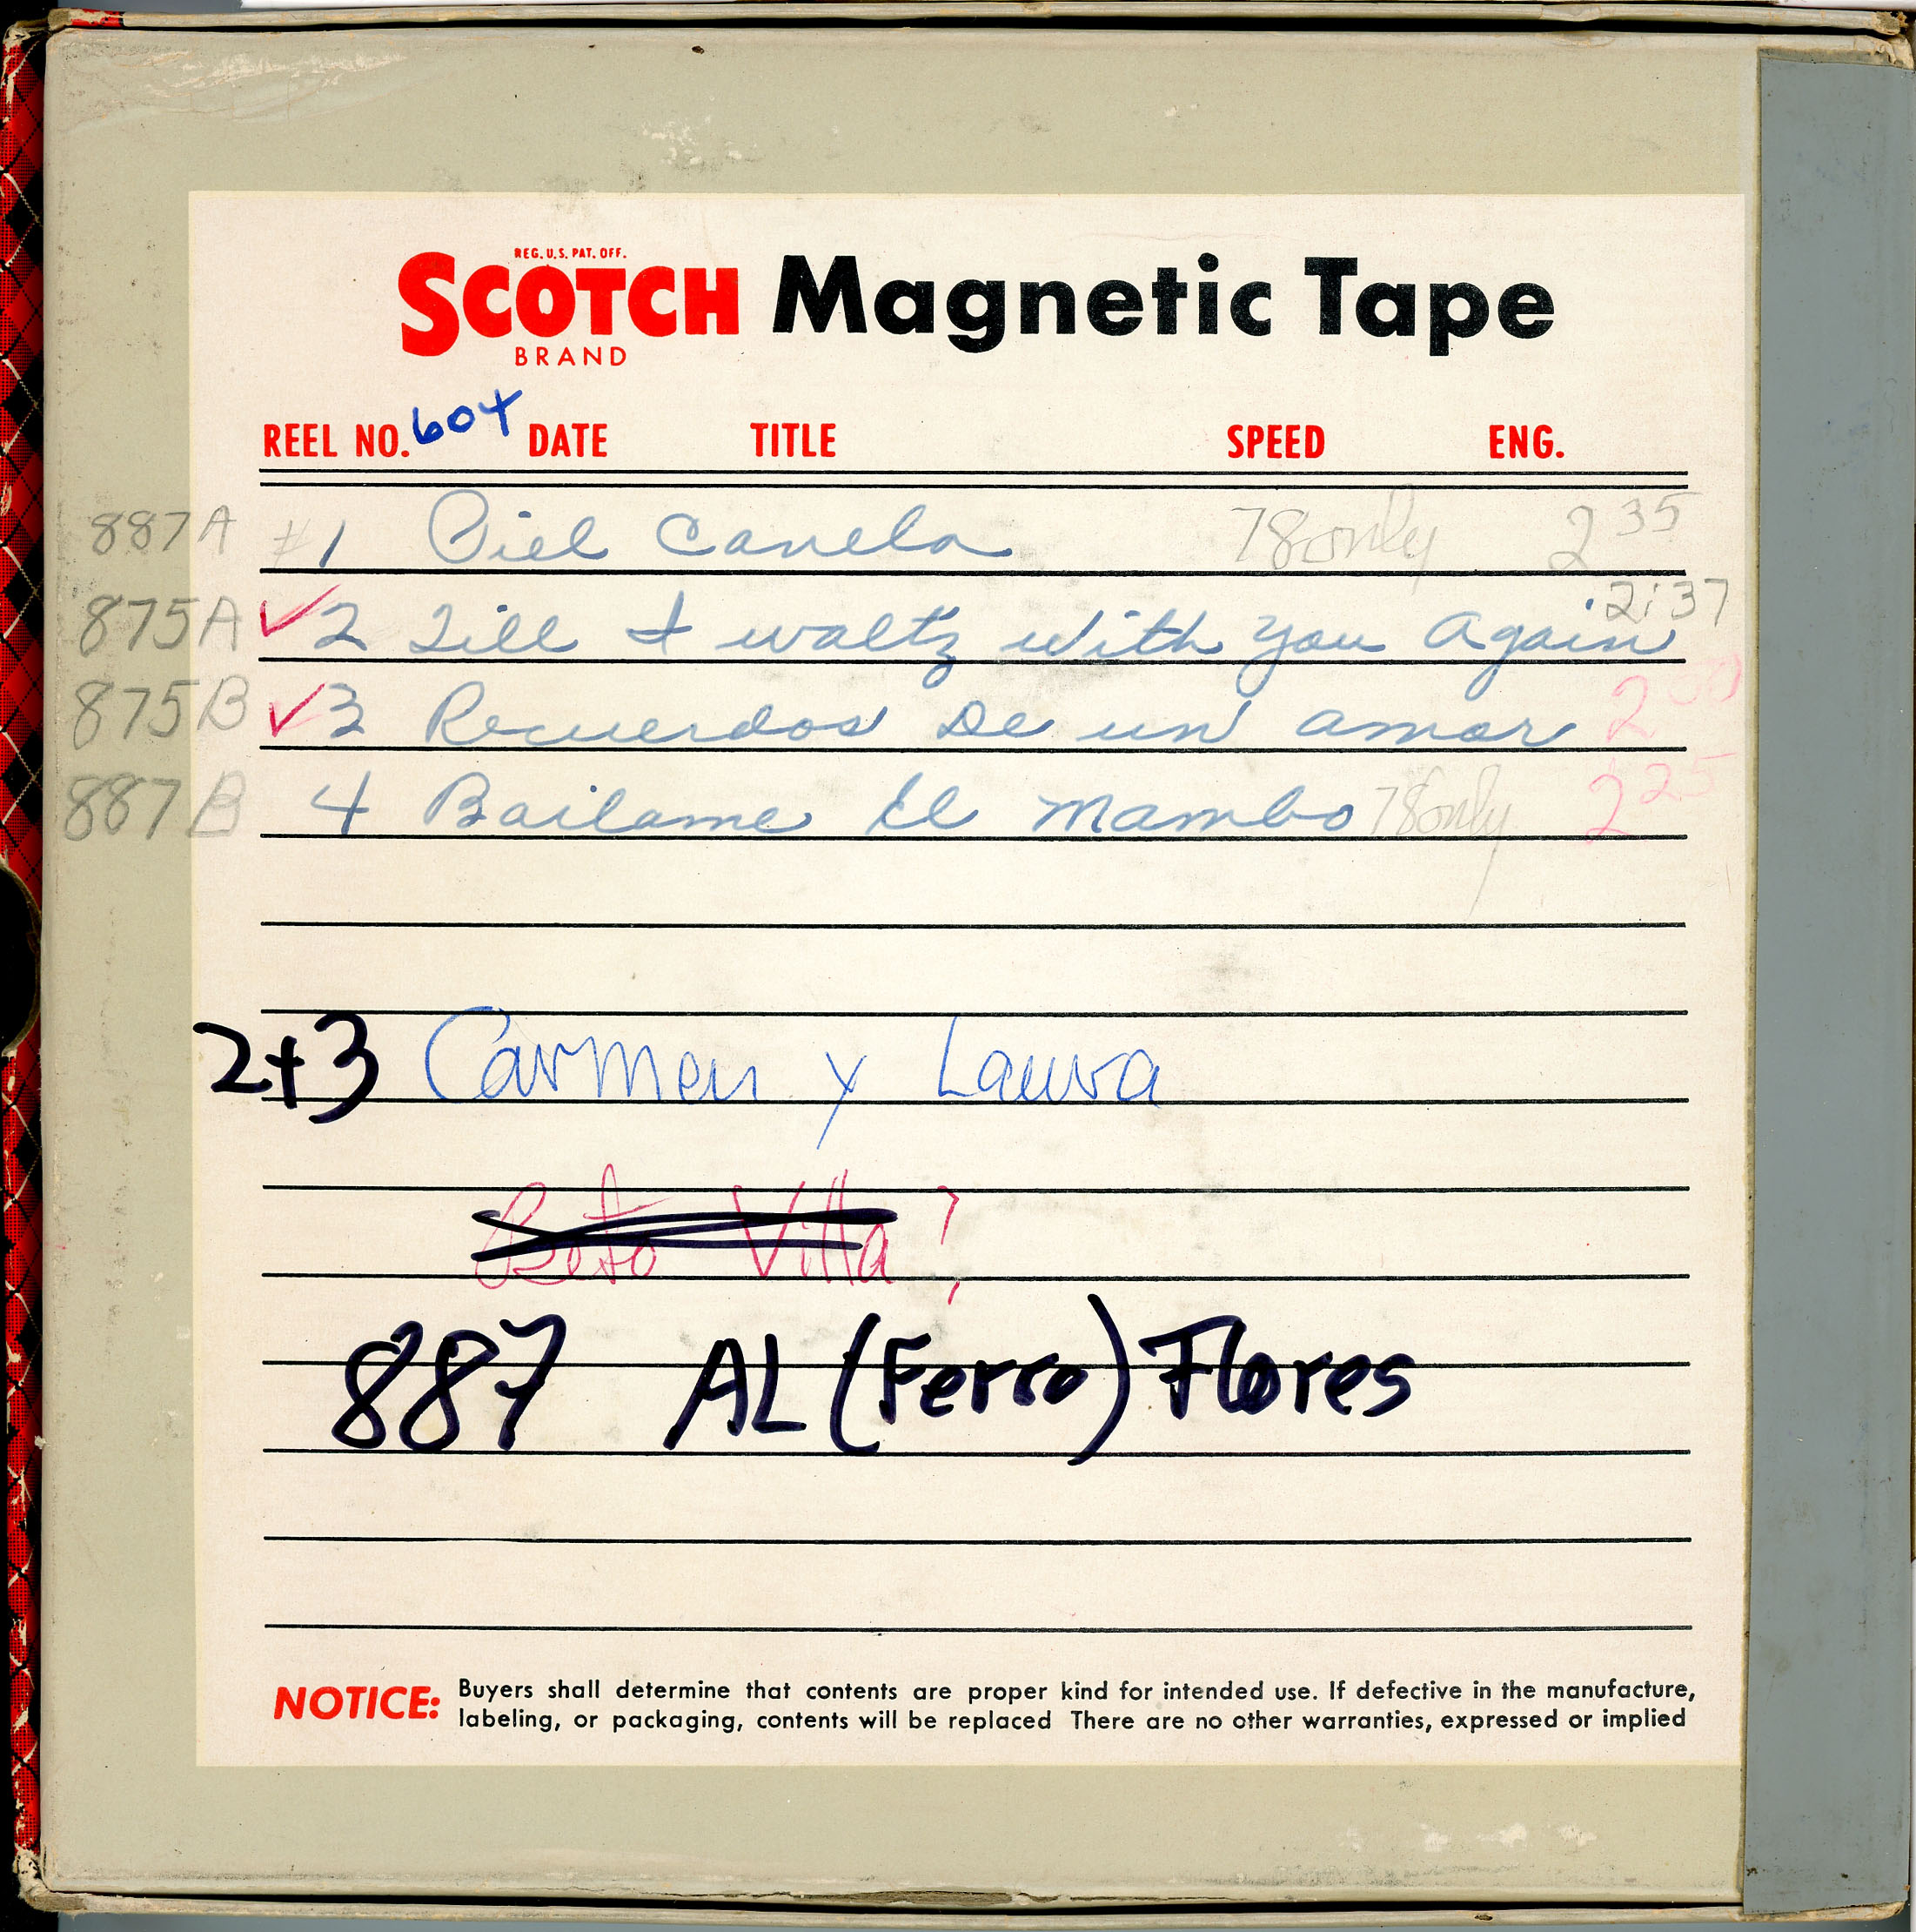 REG. U.S. PAT. OFF.
SCOTCH Magnetic Tape
BRAND
REEL NO. 604 DATE TITLE SPEED ENG.
887A #1 Piel Canela 78 only 2 35
875A ✓2 Till I waltz with you again 2:37
875B ✓3 Recuerdos De un amor 2 50
887B 4 Bailame El Mambo 78 only 2 25
2+3 Carmen y Laura
Beto Villa?
887 AL (Ferro) Flores
NOTICE: Buyers shall determine that contents are proper kind for intended use. If defective in the manufacture,
labeling, or packaging, contents will be replaced There are no other warranties, expressed or implied